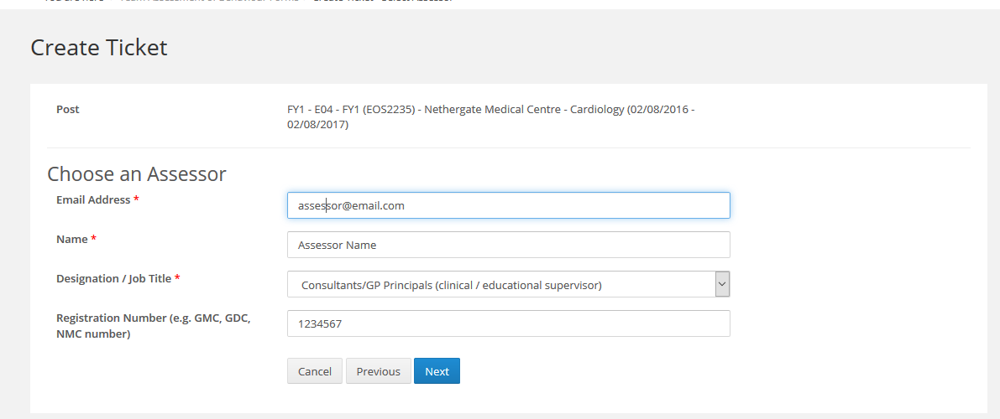 Create Ticket
Post
FY1 - E04 - FY1 (EOS2235) - Nethergate Medical Centre - Cardiology (02/08/2016 -
02/08/2017)
Choose an Assessor
Email Address *
assessor@email.com
Name *
Assessor Name
Designation / Job Title *
Consultants/GP Principals (clinical / educational supervisor)
Registration Number (e.g. GMC, GDC,
NMC number)
1234567
Cancel
Previous
Next